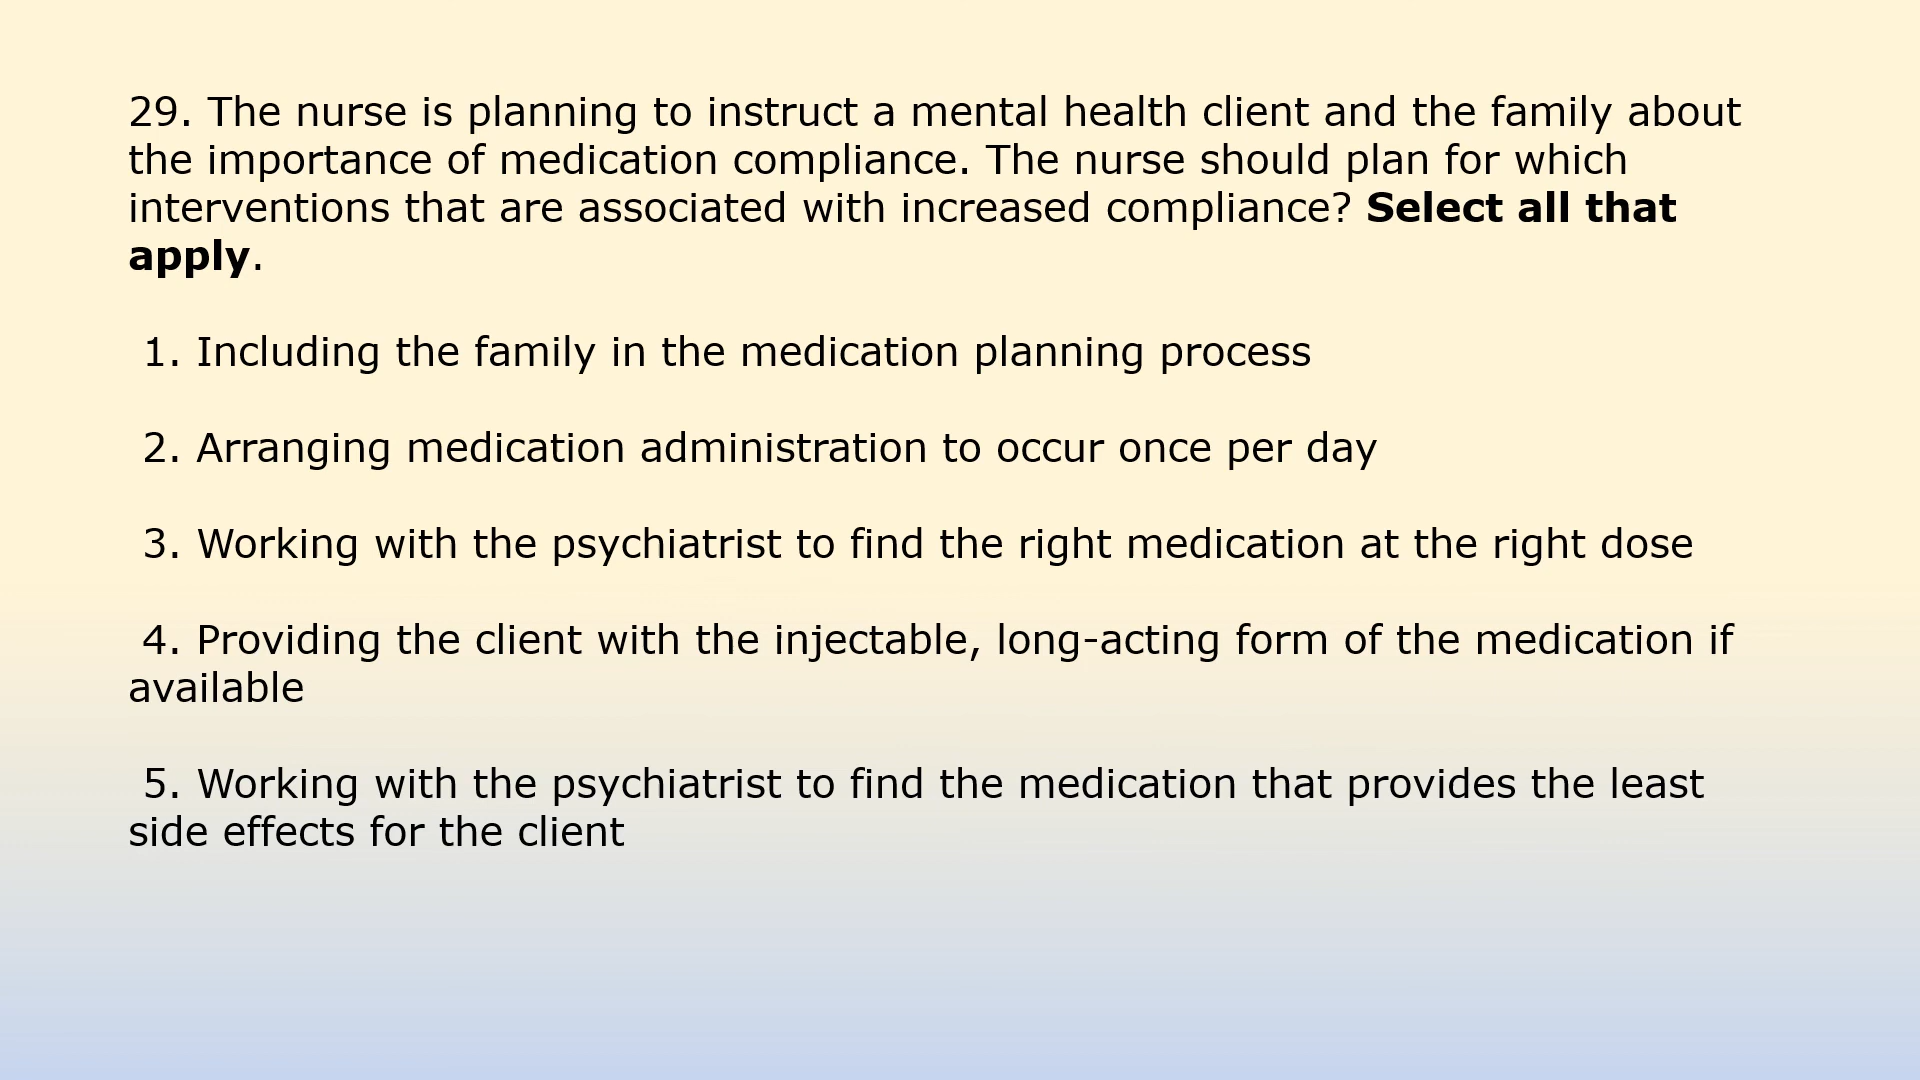 29. The nurse is planning to instruct a mental health client and the family about
the importance of medication compliance. The nurse should plan for which
interventions that are associated with increased compliance? Select all that
apply.
1. Including the family in the medication planning process
2. Arranging medication administration to occur once per day
3. Working with the psychiatrist to find the right medication at the right dose
4. Providing the client with the injectable, long-acting form of the medication if
available
5. Working with the psychiatrist to find the medication that provides the least
side effects for the client